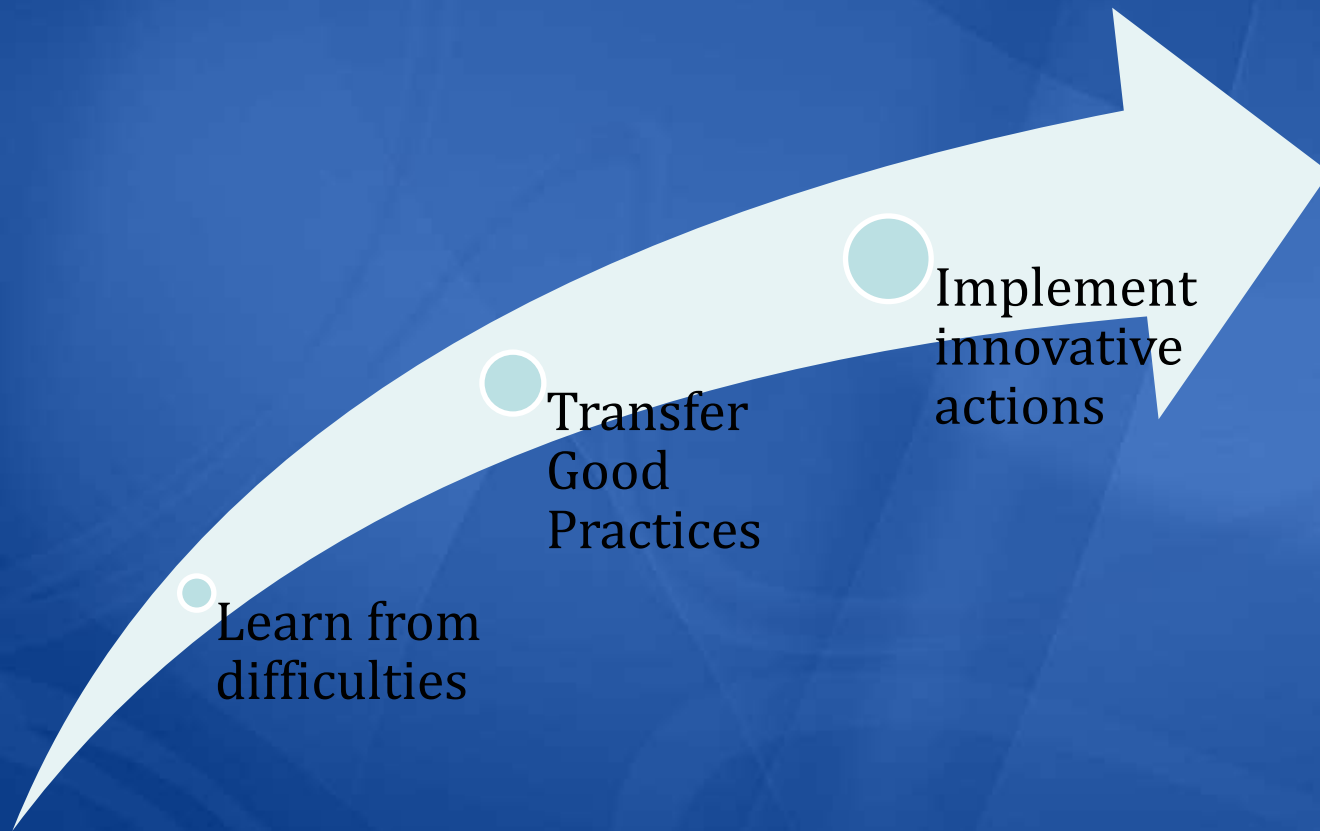 Learn from
difficulties
Transfer
Good
Practices
Implement
innovative
actions